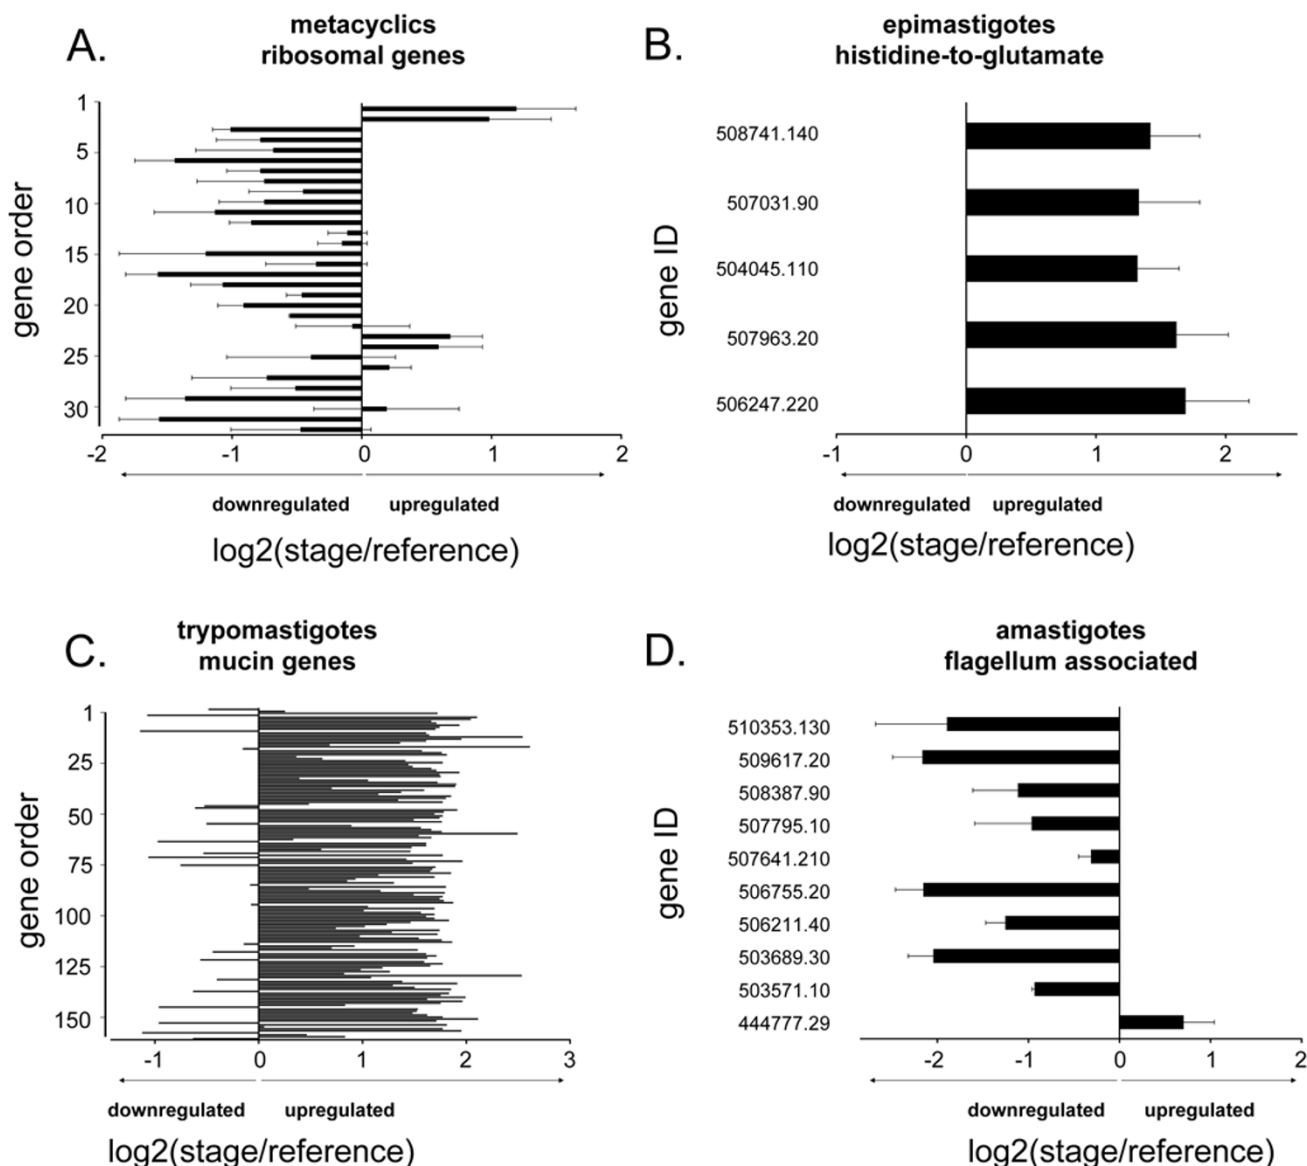 A.
metacyclics
ribosomal genes
gene order
1
5
10
15
20
25
30
-2 -1 0 1 2
downregulated upregulated
log2(stage/reference)
B.
epimastigotes
histidine-to-glutamate
gene ID
508741.140
507031.90
504045.110
507963.20
506247.220
-1 0 1 2
downregulated upregulated
log2(stage/reference)
C.
trypomastigotes
mucin genes
gene order
1
25
50
75
100
125
150
-1 0 1 2 3
downregulated upregulated
log2(stage/reference)
D.
amastigotes
flagellum associated
gene ID
510353.130
509617.20
508387.90
507795.10
507641.210
506755.20
506211.40
503689.30
503571.10
444777.29
-2 -1 0 1 2
downregulated upregulated
log2(stage/reference)